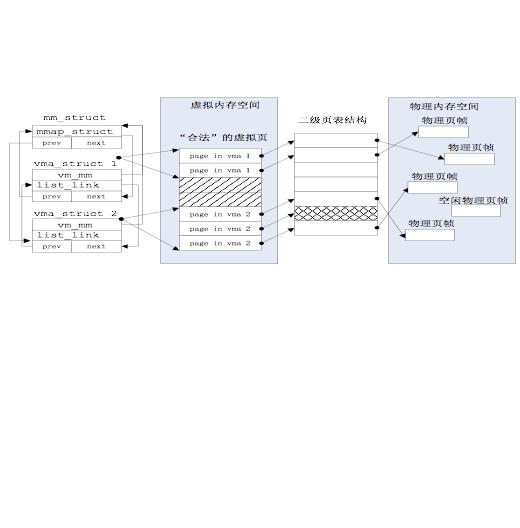 mm_struct
mmap_struct
prev next
vma_struct 1
vm_mm
list_link
prev next
vma_struct 2
vm_mm
list_link
prev next
虚拟内存空间
“合法”的虚拟页
page in vma 1
page in vma 1
page in vma 2
page in vma 2
page in vma 2
二级页表结构
物理内存空间
物理页帧
物理页帧
物理页帧
空闲物理页帧
物理页帧